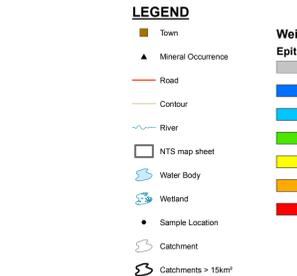 LEGEND
Town
Mineral Occurrence
Road
Contour
River
NTS map sheet
Water Body
Wetland
Sample Location
Catchment
Catchments > 15km²
Wei
Epit